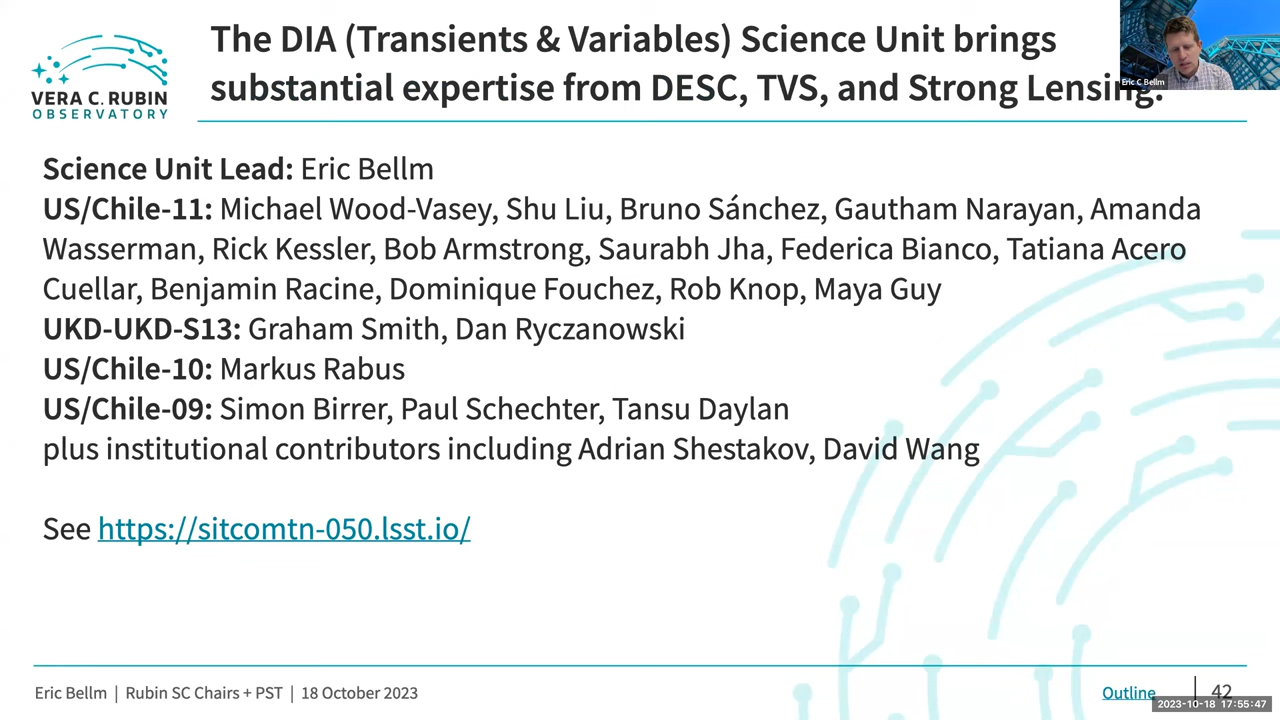 The DIA (Transients & Variables) Science Unit brings
substantial expertise from DESC, TVS, and Strong Lensing.
Eric C Bellm
VERA C. RUBIN
OBSERVATORY
Science Unit Lead: Eric Bellm
US/Chile-11: Michael Wood-Vasey, Shu Liu, Bruno Sánchez, Gautham Narayan, Amanda
Wasserman, Rick Kessler, Bob Armstrong, Saurabh Jha, Federica Bianco, Tatiana Acero
Cuellar, Benjamin Racine, Dominique Fouchez, Rob Knop, Maya Guy
UKD-UKD-S13: Graham Smith, Dan Ryczanowski
US/Chile-10: Markus Rabus
US/Chile-09: Simon Birrer, Paul Schechter, Tansu Daylan
plus institutional contributors including Adrian Shestakov, David Wang
See https://sitcomtn-050.lsst.io/
Eric Bellm | Rubin SC Chairs + PST | 18 October 2023
Outline | 42
2023-10-18 17:55:47